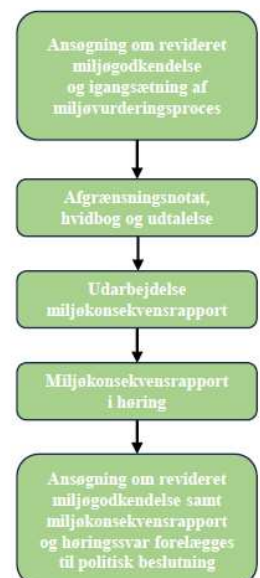 Ansøgning om revideret
miljøgodkendelse
og igangsætning af
miljøvurderingsproces
Afgrænsningsnotat,
hvidbog og udtalelse
Udarbejdelse
miljøkonsekvensrapport
Miljøkonsekvensrapport
i høring
Ansøgning om revideret
miljøgodkendelse samt
miljøkonsekvensrapport
og høringssvar forelægges
til politisk beslutning